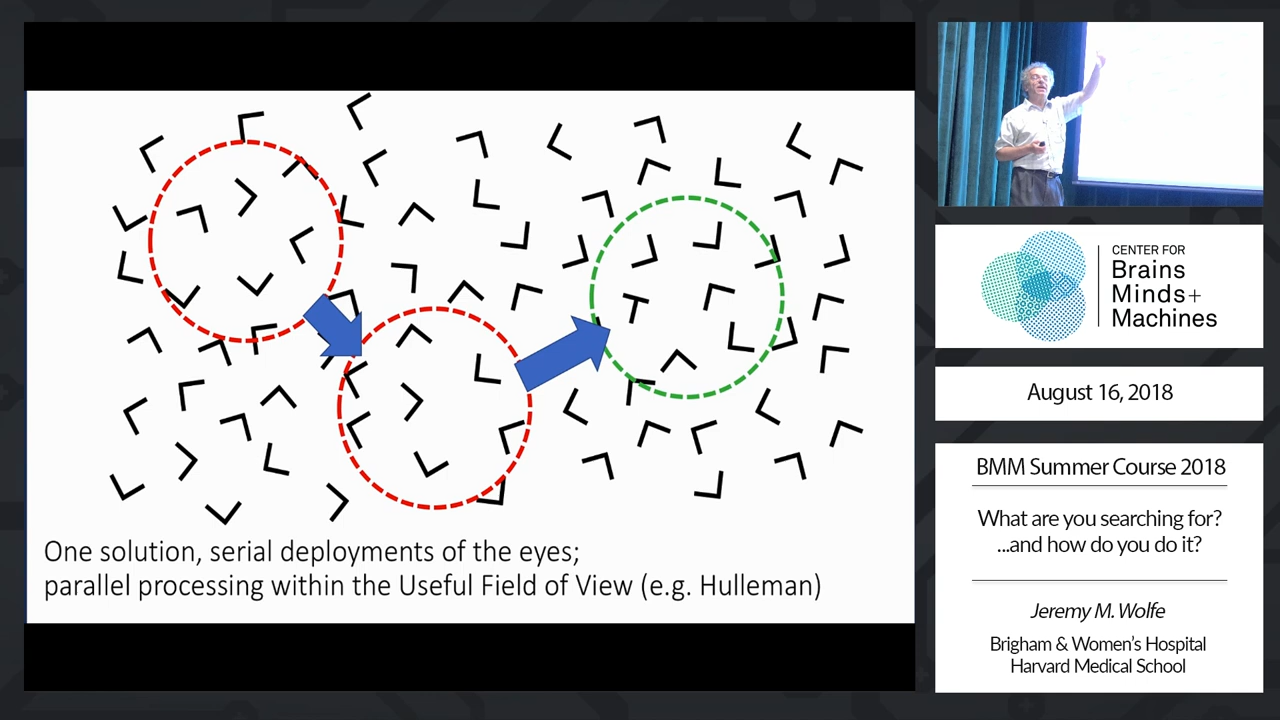 One solution, serial deployments of the eyes;
parallel processing within the Useful Field of View (e.g. Hulleman)
T
CENTER FOR
Brains
Minds+
Machines
August 16, 2018
BMM Summer Course 2018
What are you searching for?
...and how do you do it?
Jeremy M. Wolfe
Brigham & Women's Hospital
Harvard Medical School